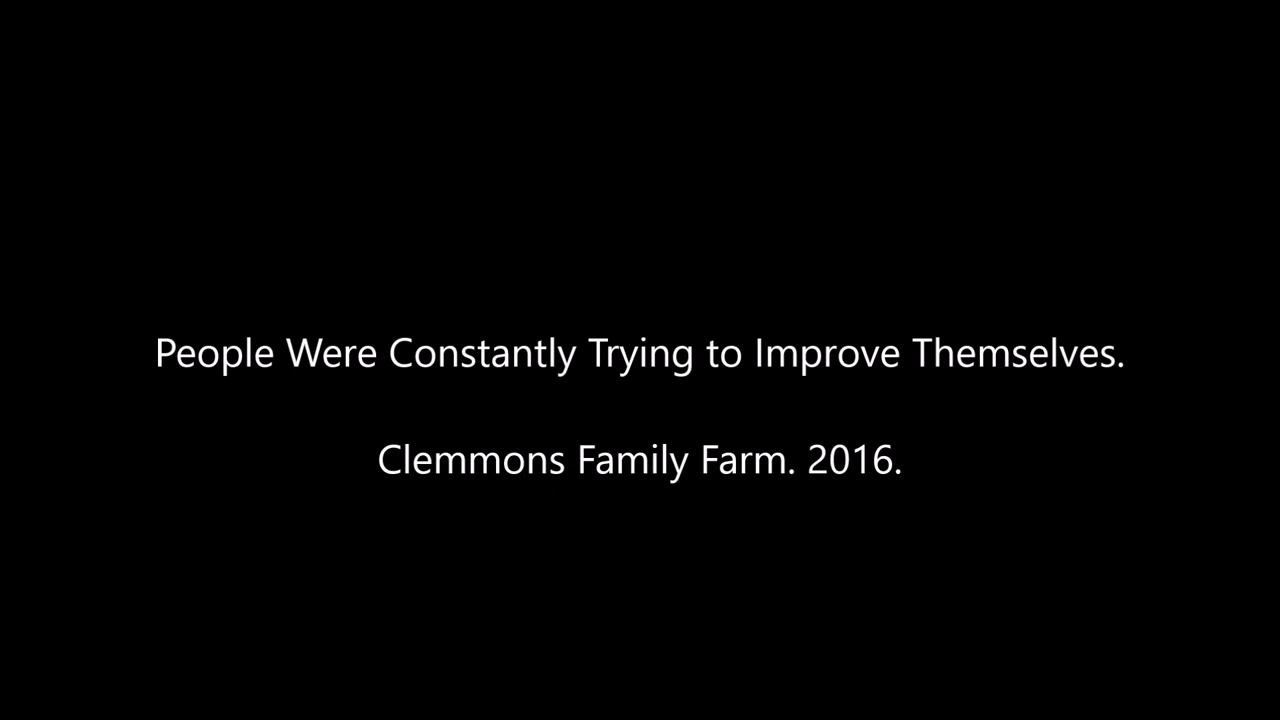 People Were Constantly Trying to Improve Themselves.
Clemmons Family Farm. 2016.